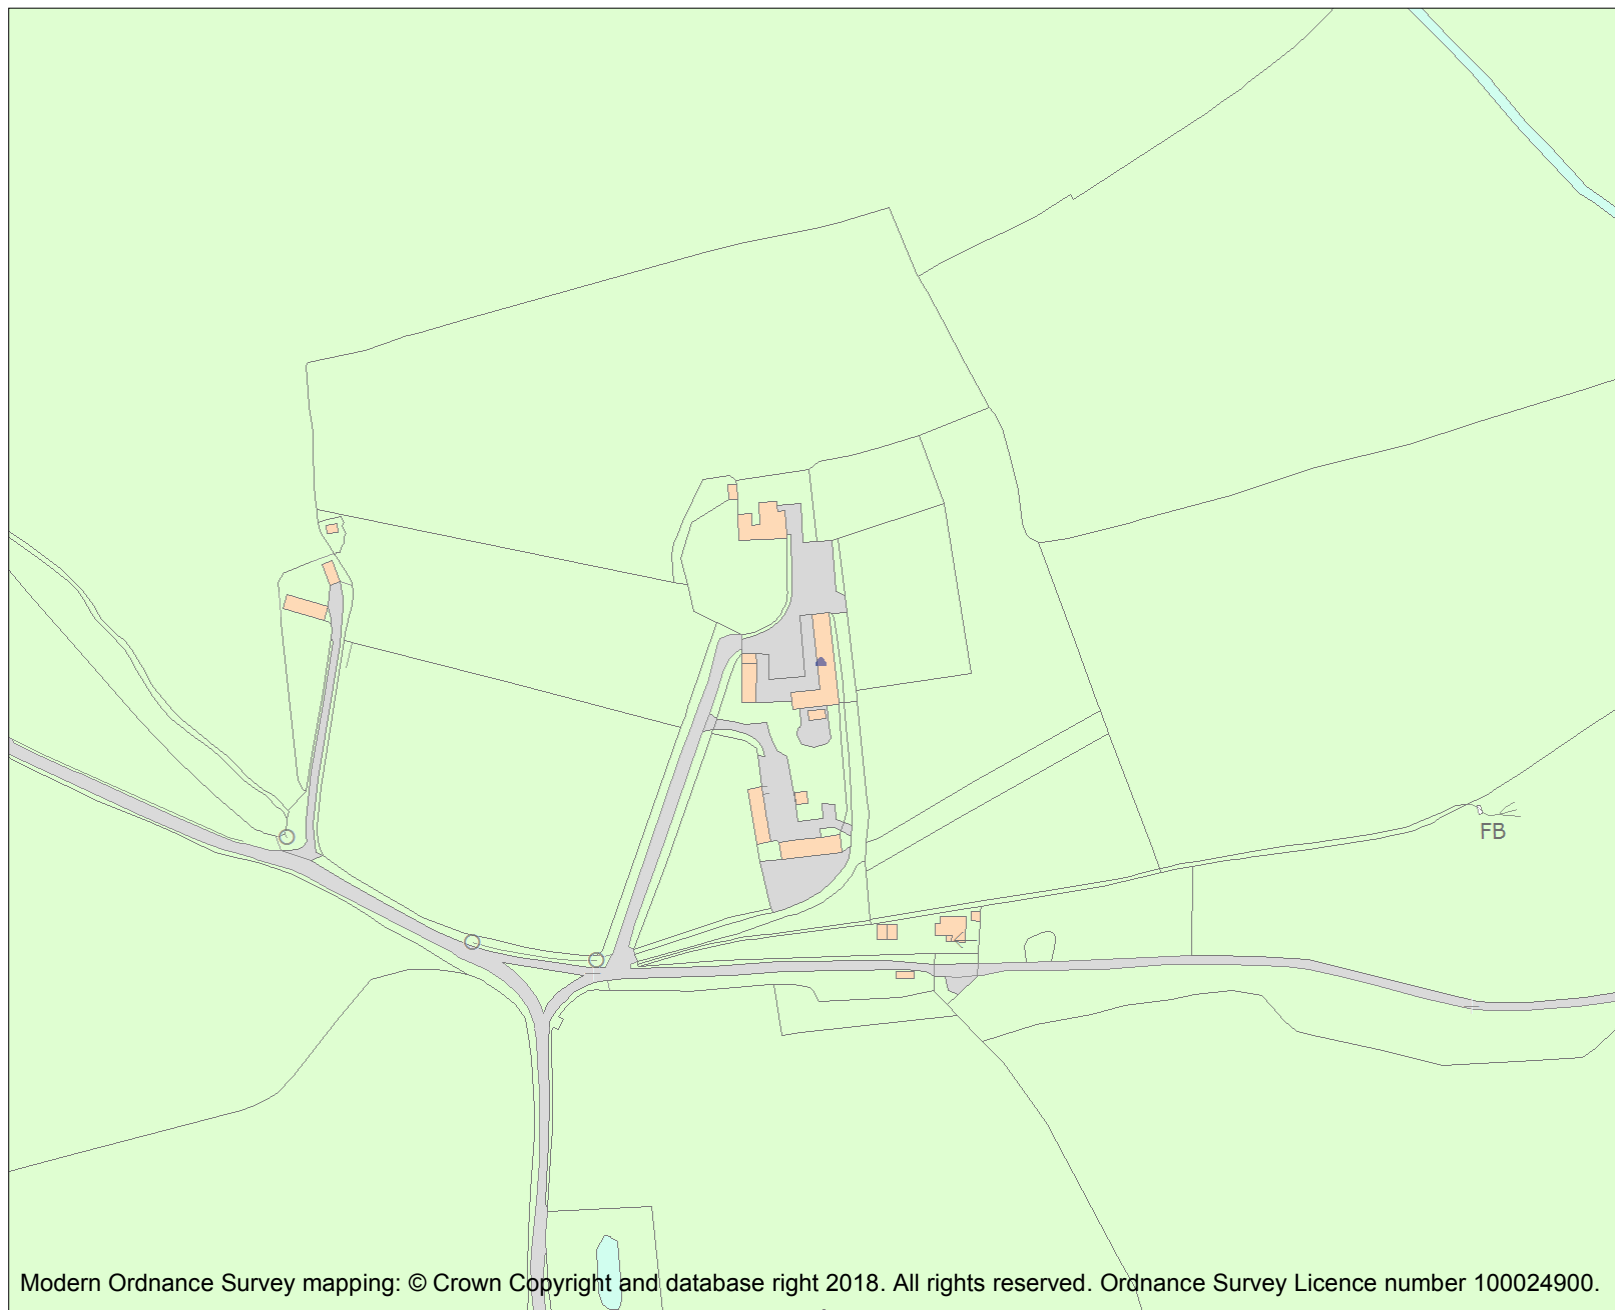 FB
Modern Ordnance Survey mapping: © Crown Copyright and database right 2018. All rights reserved. Ordnance Survey Licence number 100024900.